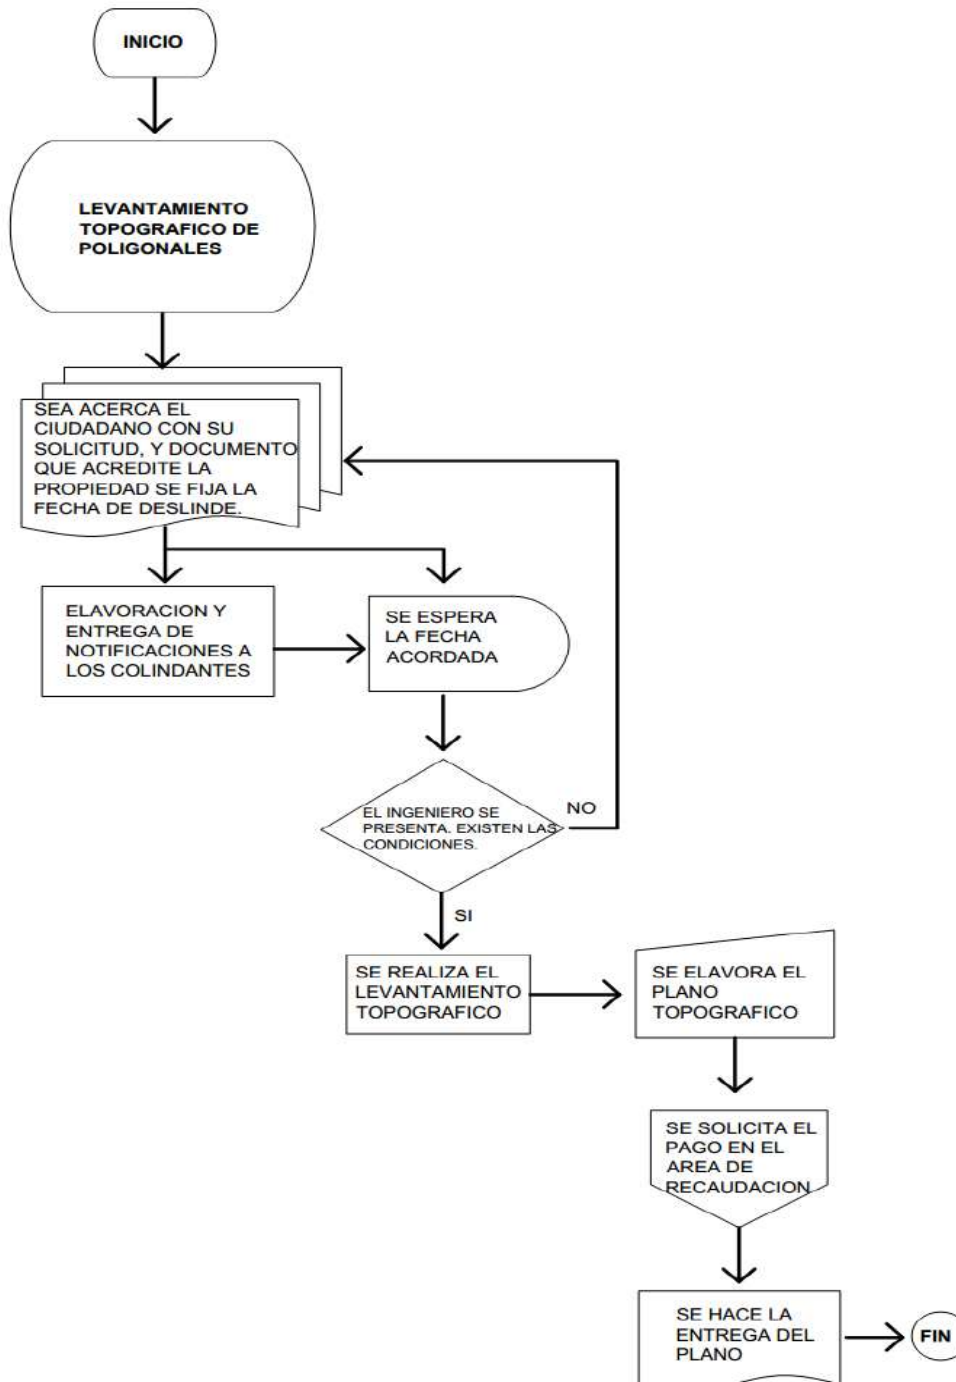 INICIO
LEVANTAMIENTO
TOPOGRAFICO DE
POLIGONALES
SEA ACERCA EL
CIUDADANO CON SU
SOLICITUD, Y DOCUMENTO
QUE ACREDITE LA
PROPIEDAD SE FIJA LA
FECHA DE DESLINDE.
ELAVORACION Y
ENTREGA DE
NOTIFICACIONES A
LOS COLINDANTES
SE ESPERA
LA FECHA
ACORDADA
EL INGENIERO SE
PRESENTA. EXISTEN LAS
CONDICIONES.
NO
SI
SE REALIZA EL
LEVANTAMIENTO
TOPOGRAFICO
SE ELAVORA EL
PLANO
TOPOGRAFICO
SE SOLICITA EL
PAGO EN EL
AREA DE
RECAUDACION
SE HACE LA
ENTREGA DEL
PLANO
FIN